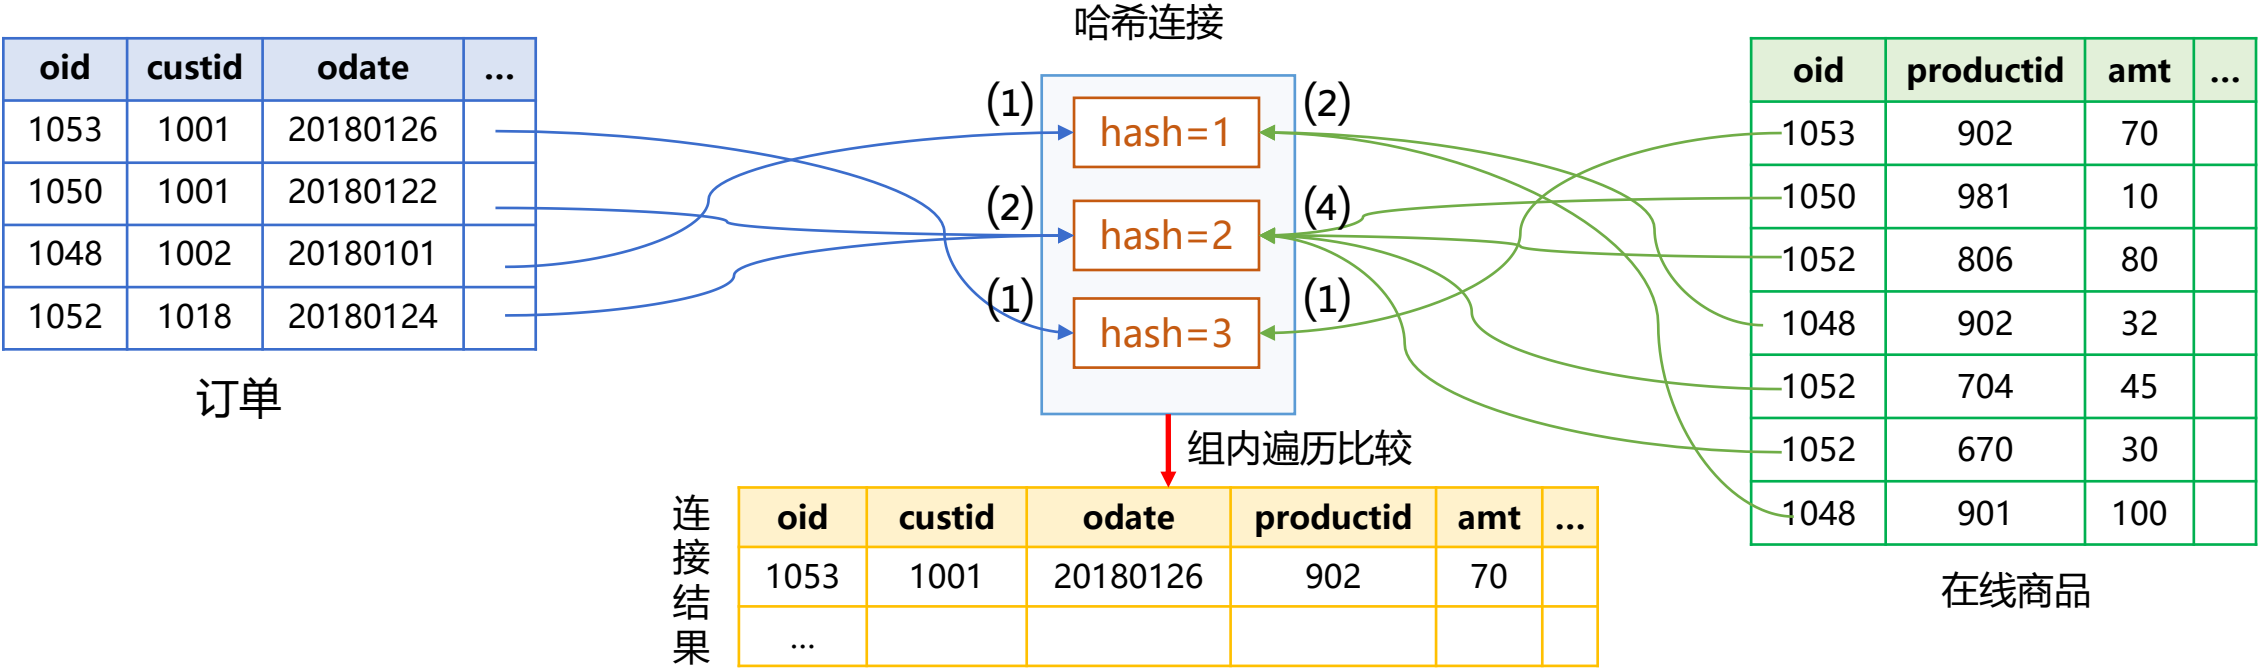 哈希连接
oid custid odate ...
1053 1001 20180126
1050 1001 20180122
1048 1002 20180101
1052 1018 20180124
订单
(1) hash=1 (2)
(2) hash=2 (4)
(1) hash=3 (1)
oid productid amt ...
1053 902 70
1050 981 10
1052 806 80
1048 902 32
1052 704 45
1052 670 30
1048 901 100
在线商品
组内遍历比较
连接结果
oid custid odate productid amt ...
1053 1001 20180126 902 70
...